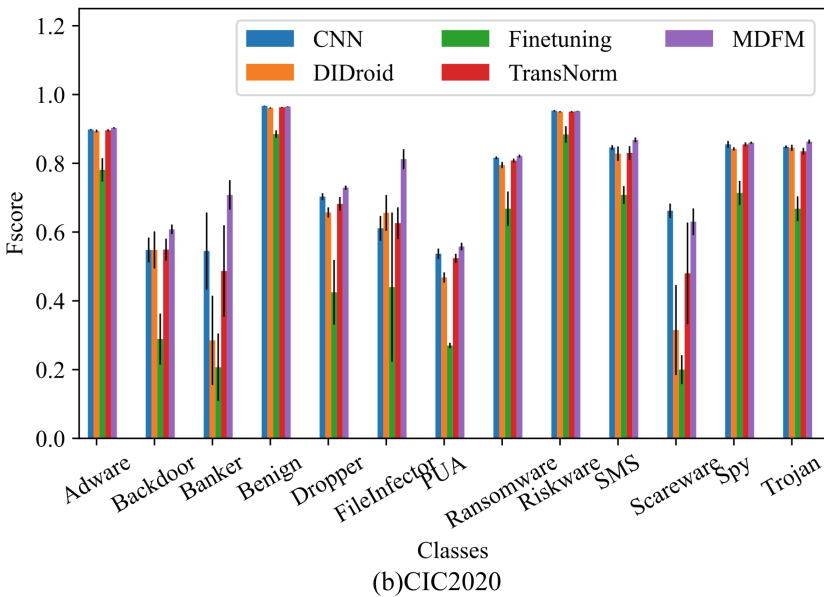 1.2
1.0
0.8
0.6
0.4
0.2
0.0
Fscore
CNN
DIDroid
Finetuning
TransNorm
MDFM
Adware
Backdoor
Banker
Benign
Dropper
FileInfector
PUA
Ransomware
Riskware
SMS
Scareware
Spy
Trojan
Classes
(b)CIC2020